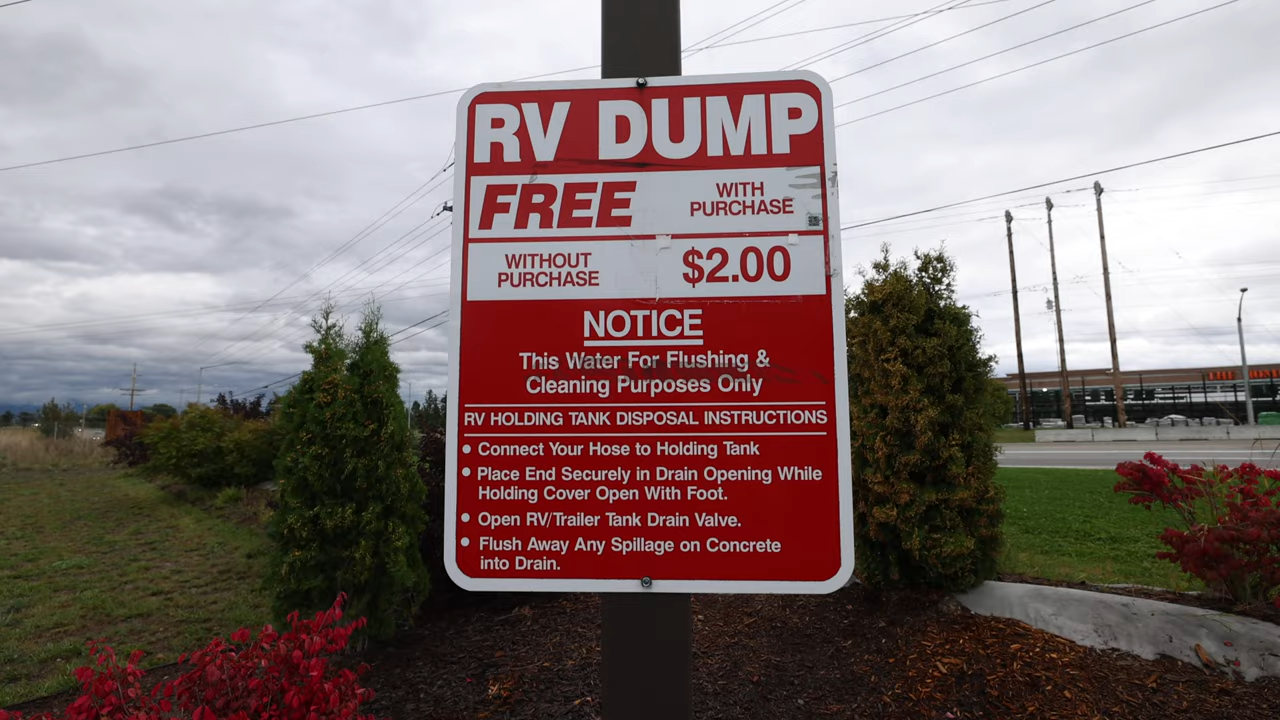 RV DUMP
FREE
WITH
PURCHASE
WITHOUT
PURCHASE
$2.00
NOTICE
This Water For Flushing &
Cleaning Purposes Only
RV HOLDING TANK DISPOSAL INSTRUCTIONS
• Connect Your Hose to Holding Tank
• Place End Securely in Drain Opening While
Holding Cover Open With Foot.
• Open RV/Trailer Tank Drain Valve.
• Flush Away Any Spillage on Concrete
into Drain.